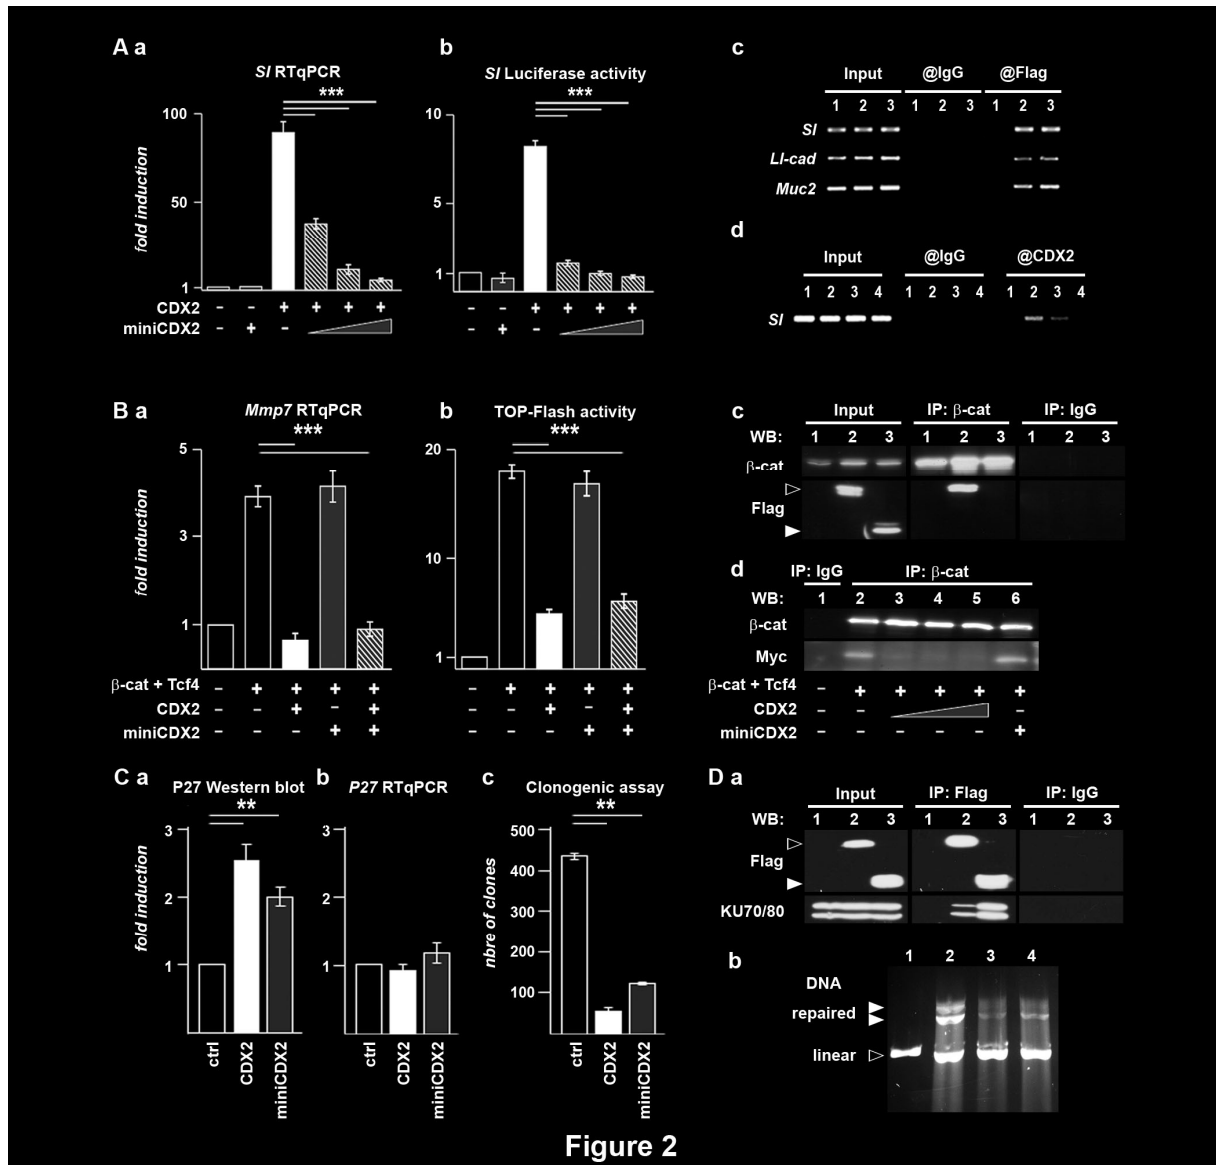 A a
SI RTqPCR
***
100
50
1
fold induction
CDX2 – – + + + +
miniCDX2 – + –
b
SI Luciferase activity
***
10
5
1
– – + + + +
– + –
c
Input @IgG @Flag
1 2 3 1 2 3 1 2 3
SI
LI-cad
Muc2
d
Input @IgG @CDX2
1 2 3 4 1 2 3 4 1 2 3 4
SI
B a
Mmp7 RTqPCR
***
5
3
1
fold induction
β-cat + Tcf4 – + + + +
CDX2 – – + – +
miniCDX2 – – – + +
b
TOP-Flash activity
***
20
10
1
– + + + +
– – + – +
– – – + +
c
Input IP: β-cat IP: IgG
WB: 1 2 3 1 2 3 1 2 3
β-cat
Flag
d
IP: IgG IP: β-cat
WB: 1 2 3 4 5 6
β-cat
Myc
β-cat + Tcf4 – + + + + +
CDX2 – – –
miniCDX2 – – – – – +
C a
P27 Western blot
**
3
2
1
fold induction
ctrl
CDX2
miniCDX2
b
P27 RTqPCR
3
2
1
ctrl
CDX2
miniCDX2
c
Clonogenic assay
**
500
400
300
200
100
nbre of clones
ctrl
CDX2
miniCDX2
D a
Input IP: Flag IP: IgG
WB: 1 2 3 1 2 3 1 2 3
Flag
KU70/80
b
1 2 3 4
DNA
repaired
linear
Figure 2